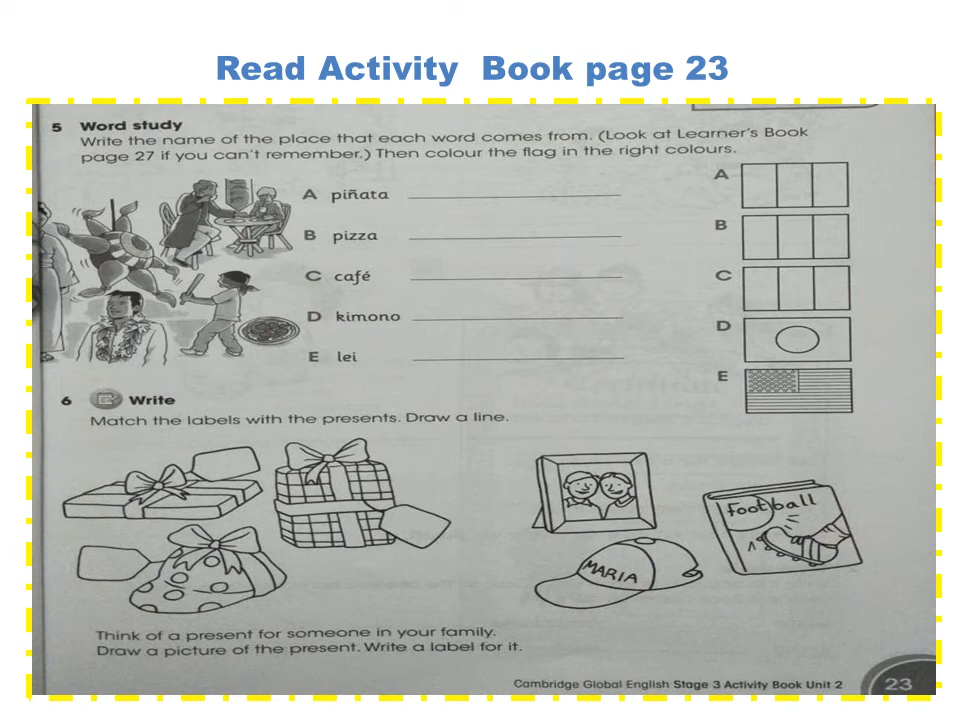 Read Activity Book page 23
5 Word study
Write the name of the place that each word comes from. (Look at Learner's Book
page 27 if you can't remember.) Then colour the flag in the right colours.
A piñata
B pizza
C café
D kimono
E lei
A
B
C
D
E
6 Write
Match the labels with the presents. Draw a line.
football
MARIA
Think of a present for someone in your family.
Draw a picture of the present. Write a label for it.
Cambridge Global English Stage 3 Activity Book Unit 2
23